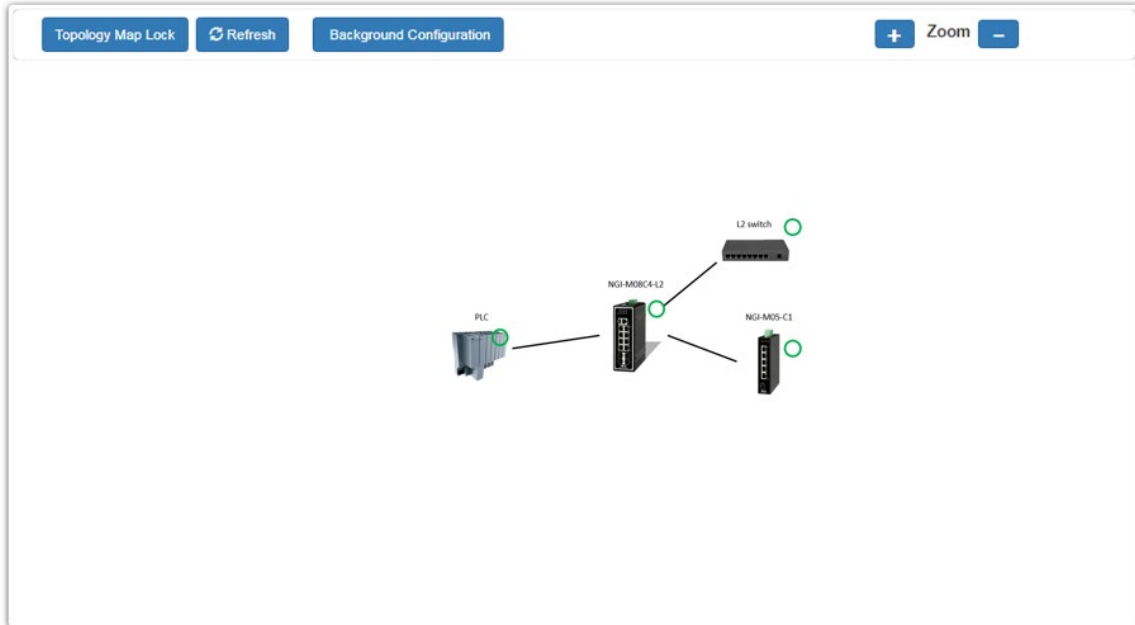 Topology Map Lock
Refresh
Background Configuration
+ Zoom -
L2 switch
NGI-M08C4-L2
PLC
NGI-M05-C1